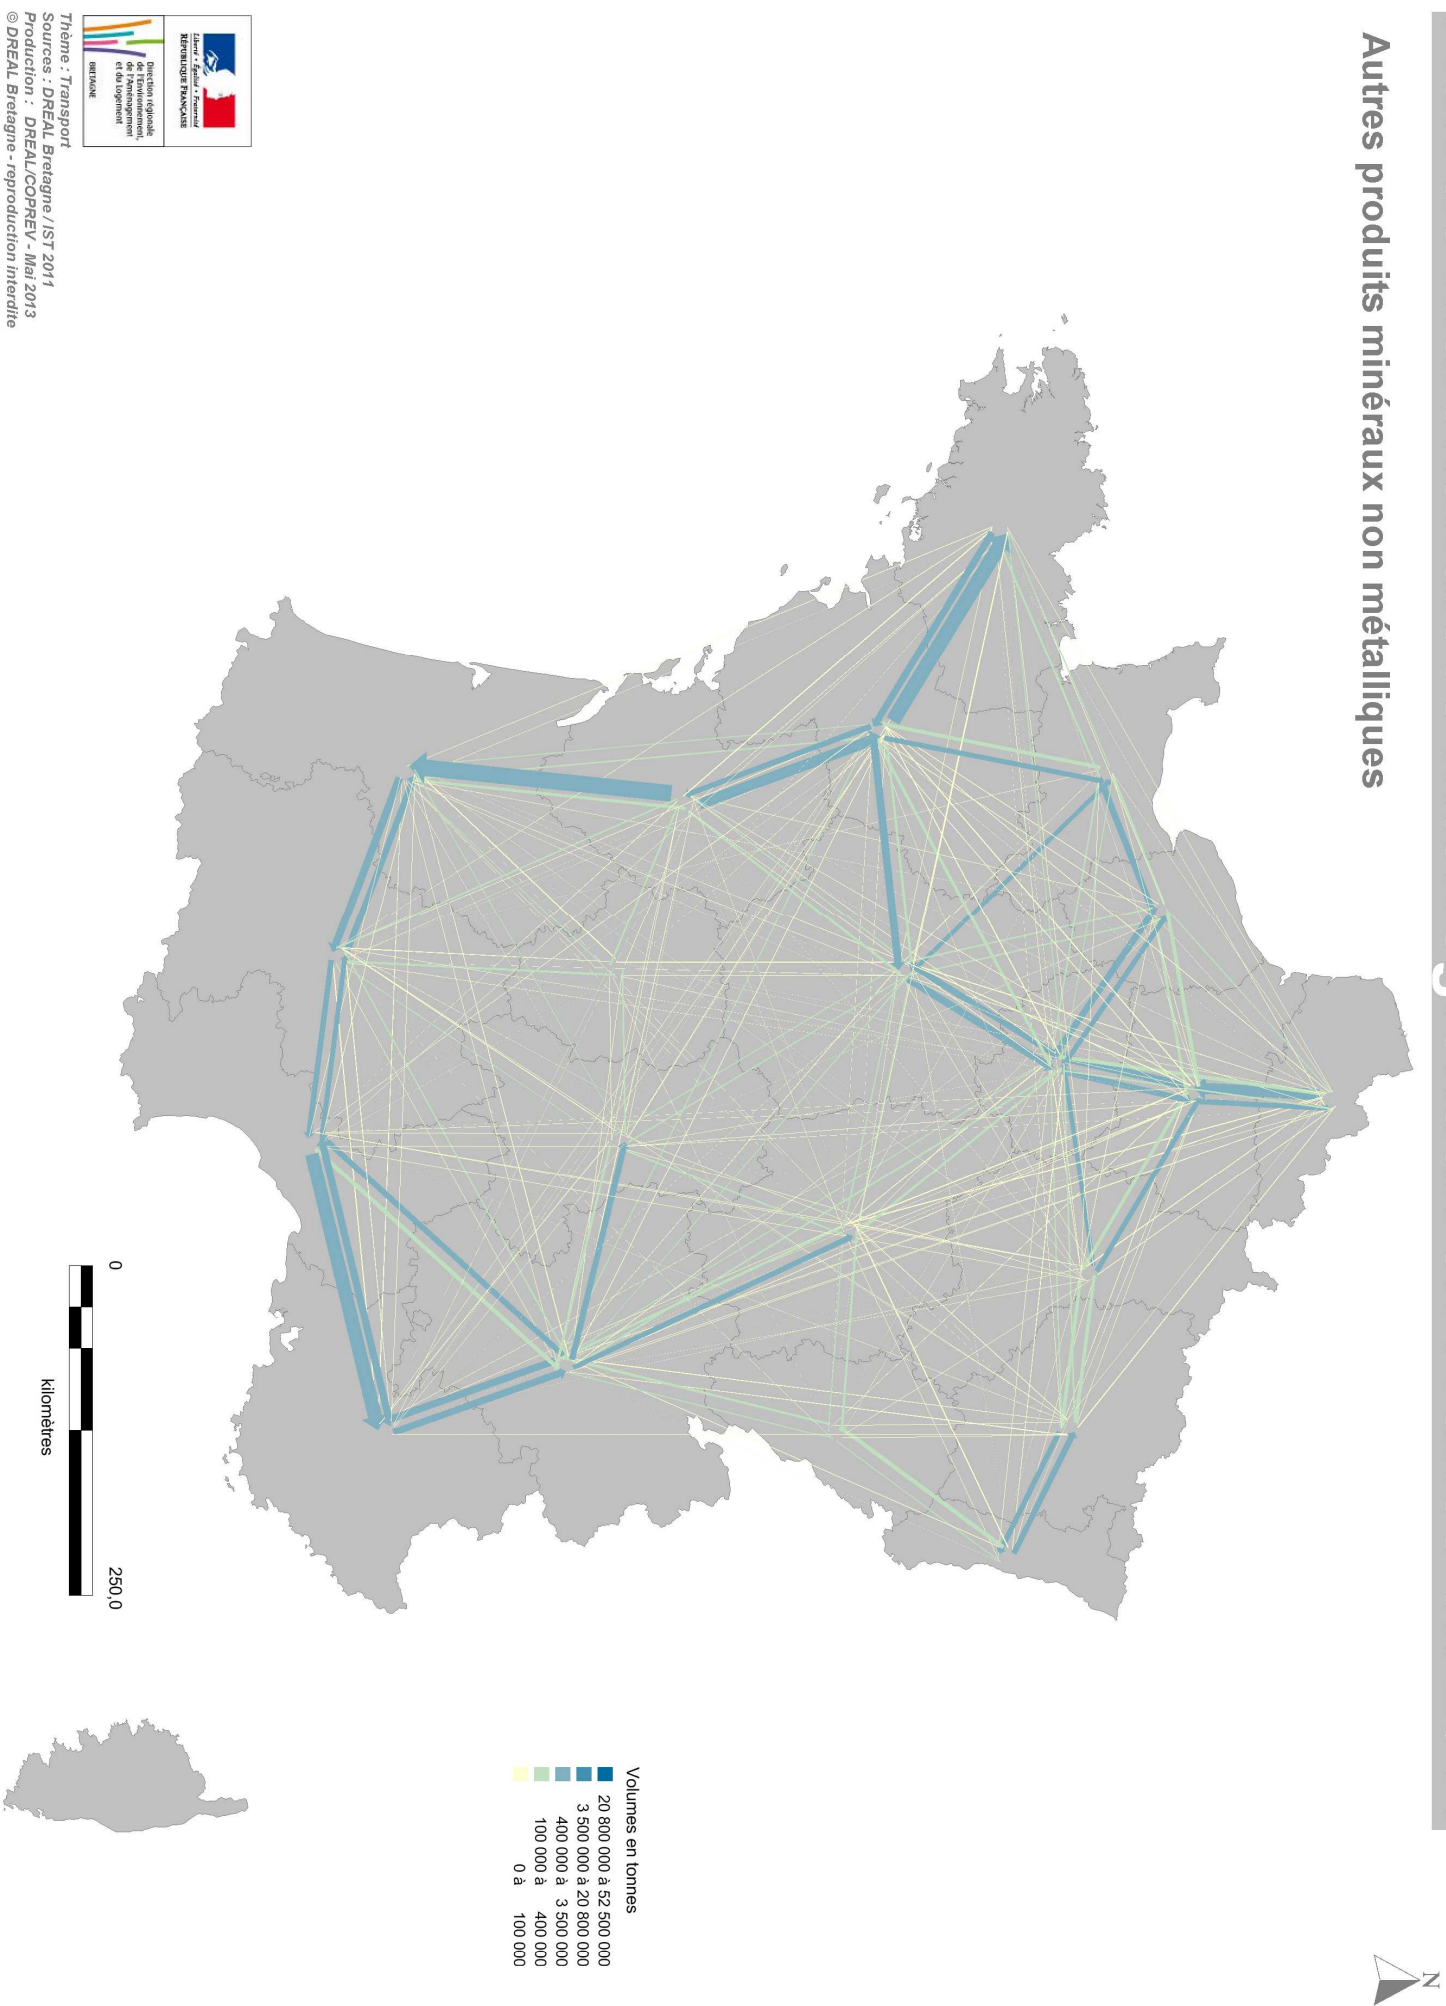 Autres produits minéraux non métalliques
N
Volumes en tonnes
20 800 000 à 52 500 000
3 500 000 à 20 800 000
400 000 à 3 500 000
100 000 à 400 000
0 à 100 000
0 250,0
kilomètres
Liberté • Égalité • Fraternité
RÉPUBLIQUE FRANÇAISE
Direction régionale
de l'Environnement,
de l'Aménagement
et du Logement
BRETAGNE
Thème : Transport
Sources : DREAL Bretagne / IST 2011
Production : DREAL/COPREV - Mai 2013
© DREAL Bretagne - reproduction interdite